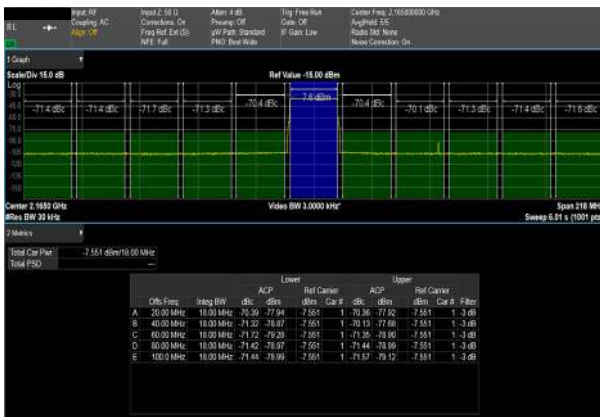 RL
Input: RF
Coupling: AC
Align: Off
Input Z: 50 Ω
Corrections: On
Freq Ref: Ext (S)
NFE: Full
Atten: 4 dB
Preamp: Off
µW Path: Standard
PNO: Best Wide
Trig: Free Run
Gate: Off
IF Gain: Low
Center Freq: 2.165000000 GHz
Avg|Hold: 5/5
Radio Std: None
Noise Correction: On
1 Graph
Scale/Div 15.0 dB
Ref Value -15.00 dBm
Log
-71.4 dBc -71.4 dBc -71.7 dBc -71.3 dBc -70.4 dBc -7.6 dBm -70.4 dBc -70.1 dBc -71.3 dBc -71.4 dBc -71.6 dBc
Center 2.1650 GHz
Video BW 3.0000 kHz*
Span 218 MH
#Res BW 30 kHz
Sweep 6.01 s (1001 pts
2 Metrics
Total Car Pwr -7.551 dBm/18.00 MHz
Total PSD ---
Lower Upper
ACP Ref Carrier ACP Ref Carrier
Offs Freq Integ BW dBc dBm dBm Car # dBc dBm dBm Car # Filter
A 20.00 MHz 18.00 MHz -70.39 -77.94 -7.551 1 -70.36 -77.92 -7.551 1 -3 dB
B 40.00 MHz 18.00 MHz -71.32 -78.87 -7.551 1 -70.13 -77.68 -7.551 1 -3 dB
C 60.00 MHz 18.00 MHz -71.72 -79.28 -7.551 1 -71.35 -78.90 -7.551 1 -3 dB
D 80.00 MHz 18.00 MHz -71.42 -78.97 -7.551 1 -71.44 -78.99 -7.551 1 -3 dB
E 100.0 MHz 18.00 MHz -71.44 -78.99 -7.551 1 -71.57 -79.12 -7.551 1 -3 dB